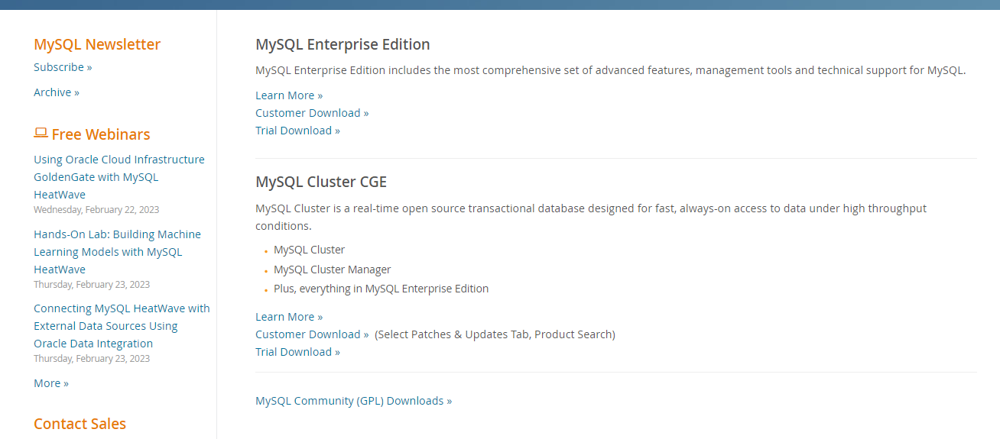 MySQL Newsletter
Subscribe »
Archive »
Free Webinars
Using Oracle Cloud Infrastructure
GoldenGate with MySQL
HeatWave
Wednesday, February 22, 2023
Hands-On Lab: Building Machine
Learning Models with MySQL
HeatWave
Thursday, February 23, 2023
Connecting MySQL HeatWave with
External Data Sources Using
Oracle Data Integration
Thursday, February 23, 2023
More »
Contact Sales
MySQL Enterprise Edition
MySQL Enterprise Edition includes the most comprehensive set of advanced features, management tools and technical support for MySQL.
Learn More »
Customer Download »
Trial Download »
MySQL Cluster CGE
MySQL Cluster is a real-time open source transactional database designed for fast, always-on access to data under high throughput
conditions.
• MySQL Cluster
• MySQL Cluster Manager
• Plus, everything in MySQL Enterprise Edition
Learn More »
Customer Download » (Select Patches & Updates Tab, Product Search)
Trial Download »
MySQL Community (GPL) Downloads »